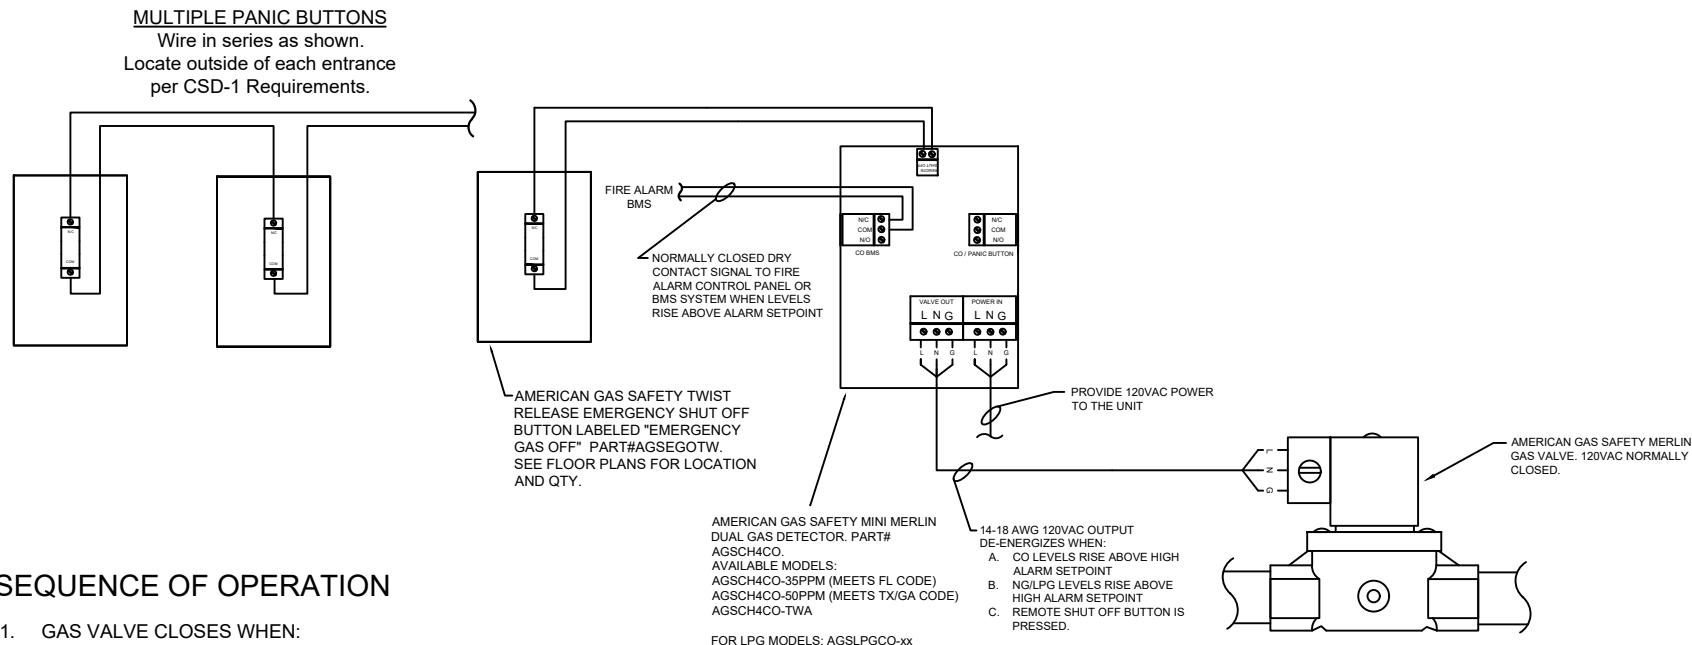 MULTIPLE PANIC BUTTONS
Wire in series as shown.
Locate outside of each entrance
per CSD-1 Requirements.
N/C
COM
N/C
COM
N/C
COM
AMERICAN GAS SAFETY TWIST
RELEASE EMERGENCY SHUT OFF
BUTTON LABELED "EMERGENCY
GAS OFF" PART#AGSEGOTW.
SEE FLOOR PLANS FOR LOCATION
AND QTY.
FIRE ALARM
BMS
NORMALLY CLOSED DRY
CONTACT SIGNAL TO FIRE
ALARM CONTROL PANEL OR
BMS SYSTEM WHEN LEVELS
RISE ABOVE ALARM SETPOINT
REMOTE
SHUT OFF
N/C
COM
N/O
CO BMS
N/C
COM
N/O
CO / PANIC BUTTON
VALVE OUT
L N G
POWER IN
L N G
L N G
L N G
PROVIDE 120VAC POWER
TO THE UNIT
AMERICAN GAS SAFETY MINI MERLIN
DUAL GAS DETECTOR. PART#
AGSCH4CO.
AVAILABLE MODELS:
AGSCH4CO-35PPM (MEETS FL CODE)
AGSCH4CO-50PPM (MEETS TX/GA CODE)
AGSCH4CO-TWA
FOR LPG MODELS: AGSLPGCO-xx
14-18 AWG 120VAC OUTPUT
DE-ENERGIZES WHEN:
A. CO LEVELS RISE ABOVE HIGH
ALARM SETPOINT
B. NG/LPG LEVELS RISE ABOVE
HIGH ALARM SETPOINT
C. REMOTE SHUT OFF BUTTON IS
PRESSED.
L
N
G
AMERICAN GAS SAFETY MERLIN
GAS VALVE. 120VAC NORMALLY
CLOSED.
SEQUENCE OF OPERATION
1. GAS VALVE CLOSES WHEN: